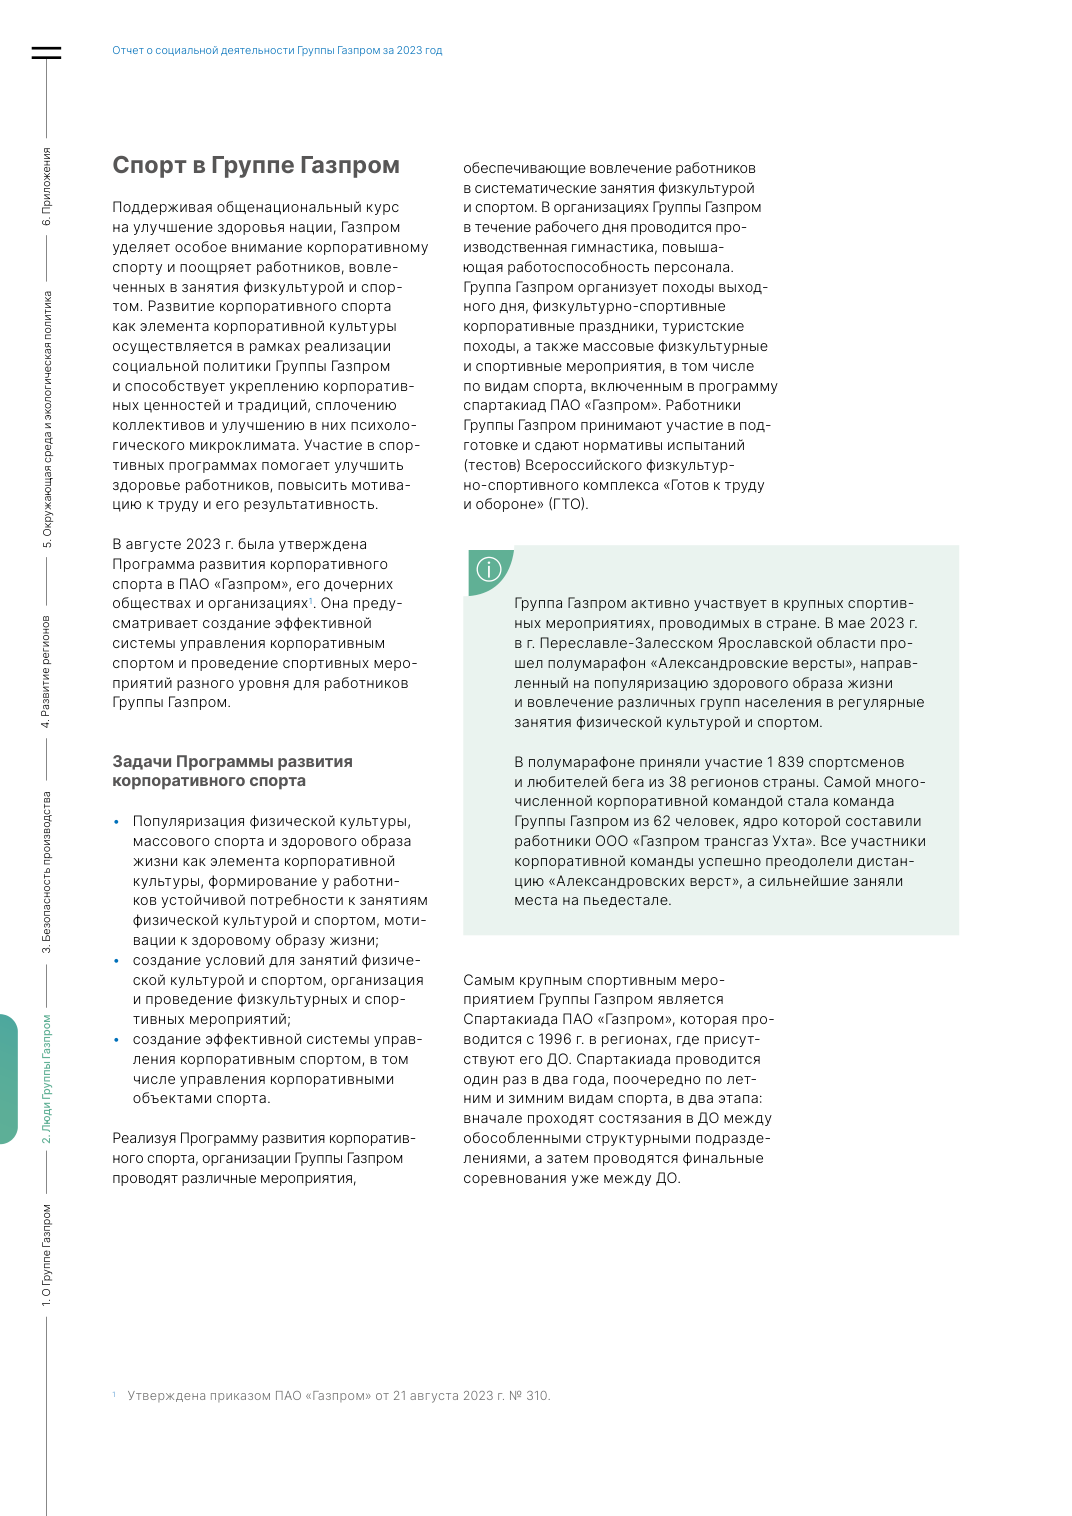 Отчет о социальной деятельности Группы Газпром за 2023 год
6. Приложения
5. Окружающая среда и экологическая политика
4. Развитие регионов
3. Безопасность производства
2. Люди Группы Газпром
1. О Группе Газпром
Спорт в Группе Газпром
Поддерживая общенациональный курс
на улучшение здоровья нации, Газпром
уделяет особое внимание корпоративному
спорту и поощряет работников, вовле-
ченных в занятия физкультурой и спор-
том. Развитие корпоративного спорта
как элемента корпоративной культуры
осуществляется в рамках реализации
социальной политики Группы Газпром
и способствует укреплению корпоратив-
ных ценностей и традиций, сплочению
коллективов и улучшению в них психоло-
гического микроклимата. Участие в спор-
тивных программах помогает улучшить
здоровье работников, повысить мотива-
цию к труду и его результативность.
В августе 2023 г. была утверждена
Программа развития корпоративного
спорта в ПАО «Газпром», его дочерних
обществах и организациях¹. Она преду-
сматривает создание эффективной
системы управления корпоративным
спортом и проведение спортивных меро-
приятий разного уровня для работников
Группы Газпром.
Задачи Программы развития
корпоративного спорта
• Популяризация физической культуры,
массового спорта и здорового образа
жизни как элемента корпоративной
культуры, формирование у работни-
ков устойчивой потребности к занятиям
физической культурой и спортом, моти-
вации к здоровому образу жизни;
• создание условий для занятий физиче-
ской культурой и спортом, организация
и проведение физкультурных и спор-
тивных мероприятий;
• создание эффективной системы управ-
ления корпоративным спортом, в том
числе управления корпоративными
объектами спорта.
Реализуя Программу развития корпоратив-
ного спорта, организации Группы Газпром
проводят различные мероприятия,
обеспечивающие вовлечение работников
в систематические занятия физкультурой
и спортом. В организациях Группы Газпром
в течение рабочего дня проводится про-
изводственная гимнастика, повыша-
ющая работоспособность персонала.
Группа Газпром организует походы выход-
ного дня, физкультурно-спортивные
корпоративные праздники, туристские
походы, а также массовые физкультурные
и спортивные мероприятия, в том числе
по видам спорта, включенным в программу
спартакиад ПАО «Газпром». Работники
Группы Газпром принимают участие в под-
готовке и сдают нормативы испытаний
(тестов) Всероссийского физкультур-
но-спортивного комплекса «Готов к труду
и обороне» (ГТО).
Группа Газпром активно участвует в крупных спортив-
ных мероприятиях, проводимых в стране. В мае 2023 г.
в г. Переславле-Залесском Ярославской области про-
шел полумарафон «Александровские версты», направ-
ленный на популяризацию здорового образа жизни
и вовлечение различных групп населения в регулярные
занятия физической культурой и спортом.
В полумарафоне приняли участие 1 839 спортсменов
и любителей бега из 38 регионов страны. Самой много-
численной корпоративной командой стала команда
Группы Газпром из 62 человек, ядро которой составили
работники ООО «Газпром трансгаз Ухта». Все участники
корпоративной команды успешно преодолели дистан-
цию «Александровских верст», а сильнейшие заняли
места на пьедестале.
Самым крупным спортивным меро-
приятием Группы Газпром является
Спартакиада ПАО «Газпром», которая про-
водится с 1996 г. в регионах, где присут-
ствуют его ДО. Спартакиада проводится
один раз в два года, поочередно по лет-
ним и зимним видам спорта, в два этапа:
вначале проходят состязания в ДО между
обособленными структурными подразде-
лениями, а затем проводятся финальные
соревнования уже между ДО.
¹ Утверждена приказом ПАО «Газпром» от 21 августа 2023 г. № 310.